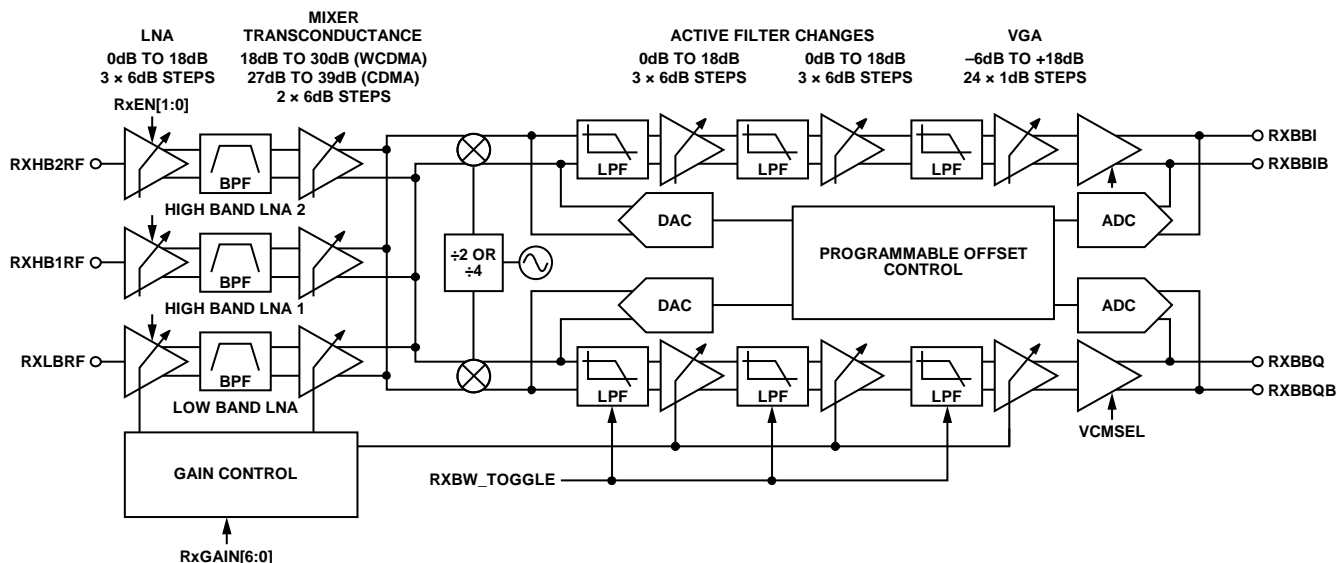 LNA
0dB TO 18dB
3 × 6dB STEPS
RxEN[1:0]
MIXER
TRANSCONDUCTANCE
18dB TO 30dB (WCDMA)
27dB TO 39dB (CDMA)
2 × 6dB STEPS
ACTIVE FILTER CHANGES
0dB TO 18dB
3 × 6dB STEPS
0dB TO 18dB
3 × 6dB STEPS
VGA
–6dB TO +18dB
24 × 1dB STEPS
RXHB2RF
BPF
HIGH BAND LNA 2
LPF
LPF
LPF
RXBBI
RXBBIB
DAC
ADC
RXHB1RF
BPF
HIGH BAND LNA 1
÷2 OR
÷4
PROGRAMMABLE OFFSET
CONTROL
DAC
ADC
RXLBRF
BPF
LOW BAND LNA
LPF
LPF
LPF
RXBBQ
RXBBQB
VCMSEL
GAIN CONTROL
RXBW_TOGGLE
RxGAIN[6:0]